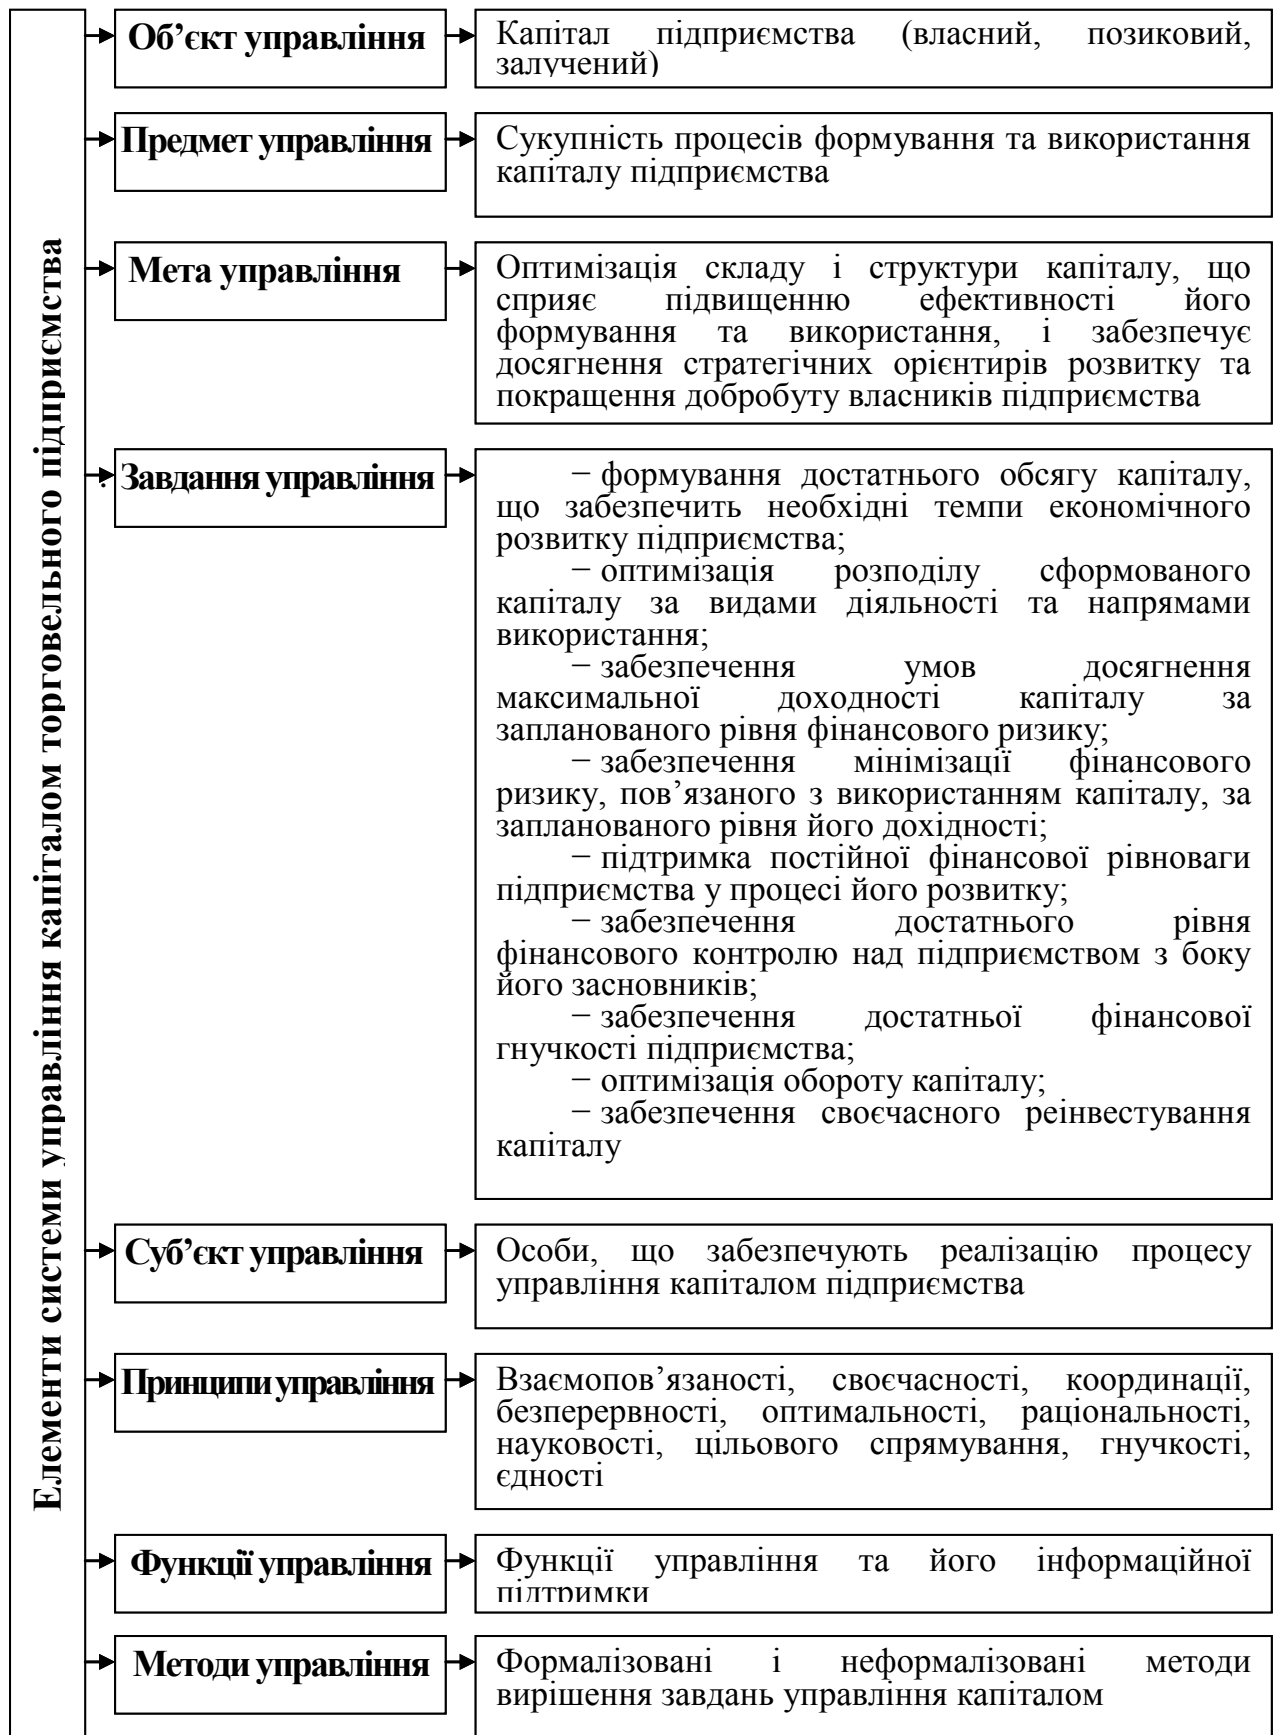 Елементи системи управління капіталом торговельного підприємства
Об’єкт управління
Капітал підприємства (власний, позиковий,
залучений)
Предмет управління
Сукупність процесів формування та використання
капіталу підприємства
Мета управління
Оптимізація складу і структури капіталу, що
сприяє підвищенню ефективності його
формування та використання, і забезпечує
досягнення стратегічних орієнтирів розвитку та
покращення добробуту власників підприємства
Завдання управління
− формування достатнього обсягу капіталу,
що забезпечить необхідні темпи економічного
розвитку підприємства;
− оптимізація розподілу сформованого
капіталу за видами діяльності та напрямами
використання;
− забезпечення умов досягнення
максимальної доходності капіталу за
запланованого рівня фінансового ризику;
− забезпечення мінімізації фінансового
ризику, пов’язаного з використанням капіталу, за
запланованого рівня його дохідності;
− підтримка постійної фінансової рівноваги
підприємства у процесі його розвитку;
− забезпечення достатнього рівня
фінансового контролю над підприємством з боку
його засновників;
− забезпечення достатньої фінансової
гнучкості підприємства;
− оптимізація обороту капіталу;
− забезпечення своєчасного реінвестування
капіталу
Суб’єкт управління
Особи, що забезпечують реалізацію процесу
управління капіталом підприємства
Принципи управління
Взаємопов’язаності, своєчасності, координації,
безперервності, оптимальності, раціональності,
науковості, цільового спрямування, гнучкості,
єдності
Функції управління
Функції управління та його інформаційної
підтримки
Методи управління
Формалізовані і неформалізовані методи
вирішення завдань управління капіталом